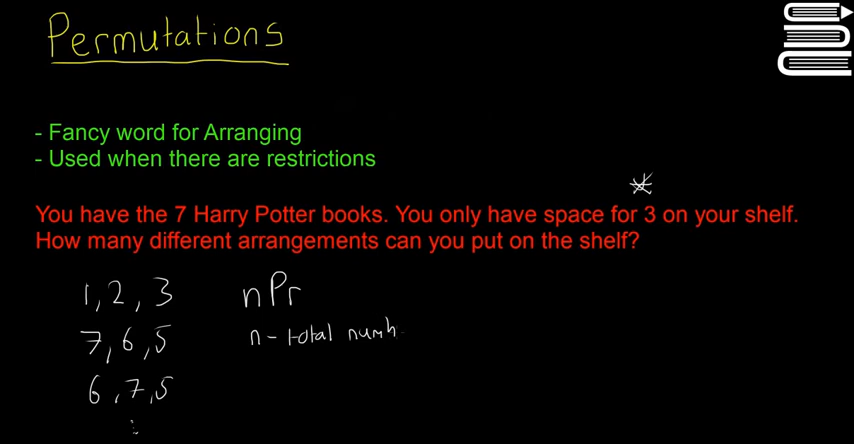 Permutations
- Fancy word for Arranging
- Used when there are restrictions
You have the 7 Harry Potter books. You only have space for 3 on your shelf.
How many different arrangements can you put on the shelf?
1, 2, 3
nPr
7, 6, 5
n - total numb
6, 7, 5